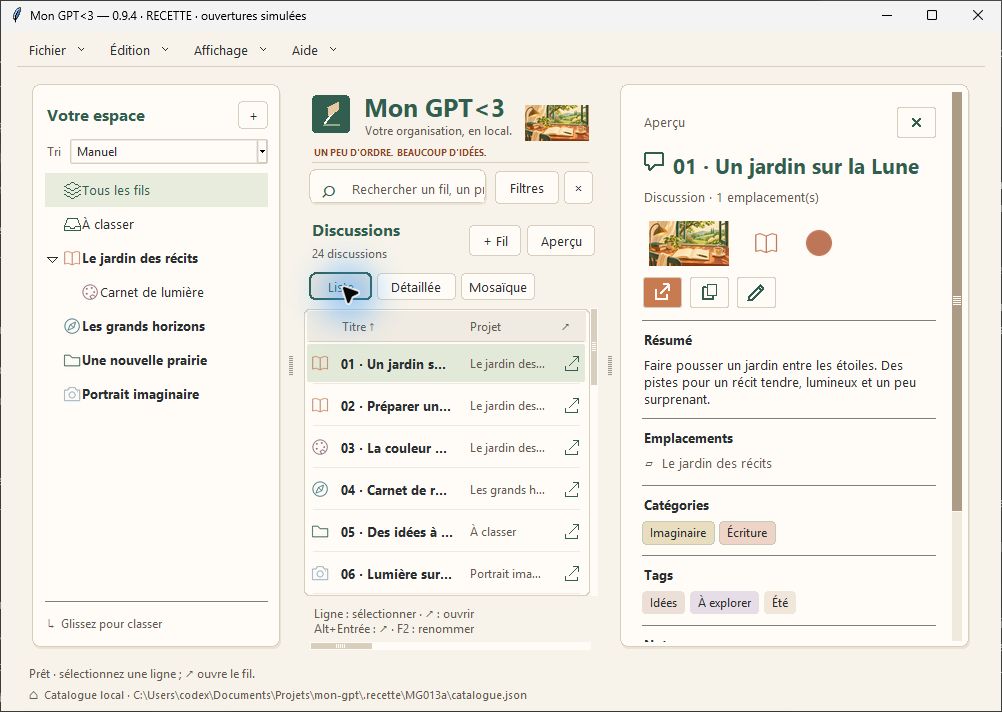 Mon GPT<3 — 0.9.4 · RECETTE · ouvertures simulées
Fichier Édition Affichage Aide
Votre espace
+
Tri Manuel
Tous les fils
À classer
Le jardin des récits
Carnet de lumière
Les grands horizons
Une nouvelle prairie
Portrait imaginaire
↳ Glissez pour classer
Mon GPT<3
Votre organisation, en local.
UN PEU D'ORDRE. BEAUCOUP D'IDÉES.
Rechercher un fil, un pr
Filtres ×
Discussions
24 discussions
+ Fil Aperçu
Liste Détaillée Mosaïque
Titre ↑ Projet ↗
01 · Un jardin s... Le jardin des...
02 · Préparer un... Le jardin des...
03 · La couleur ... Le jardin des...
04 · Carnet de r... Les grands h...
05 · Des idées à ... À classer
06 · Lumière sur... Portrait ima...
Ligne : sélectionner · ↗ : ouvrir
Alt+Entrée : ↗ · F2 : renommer
Aperçu
01 · Un jardin sur la Lune
Discussion · 1 emplacement(s)
Résumé
Faire pousser un jardin entre les étoiles. Des
pistes pour un récit tendre, lumineux et un peu
surprenant.
Emplacements
Le jardin des récits
Catégories
Imaginaire Écriture
Tags
Idées À explorer Été
Prêt · sélectionnez une ligne ; ↗ ouvre le fil.
⌂ Catalogue local · C:\Users\codex\Documents\Projets\mon-gpt\.recette\MG013a\catalogue.json